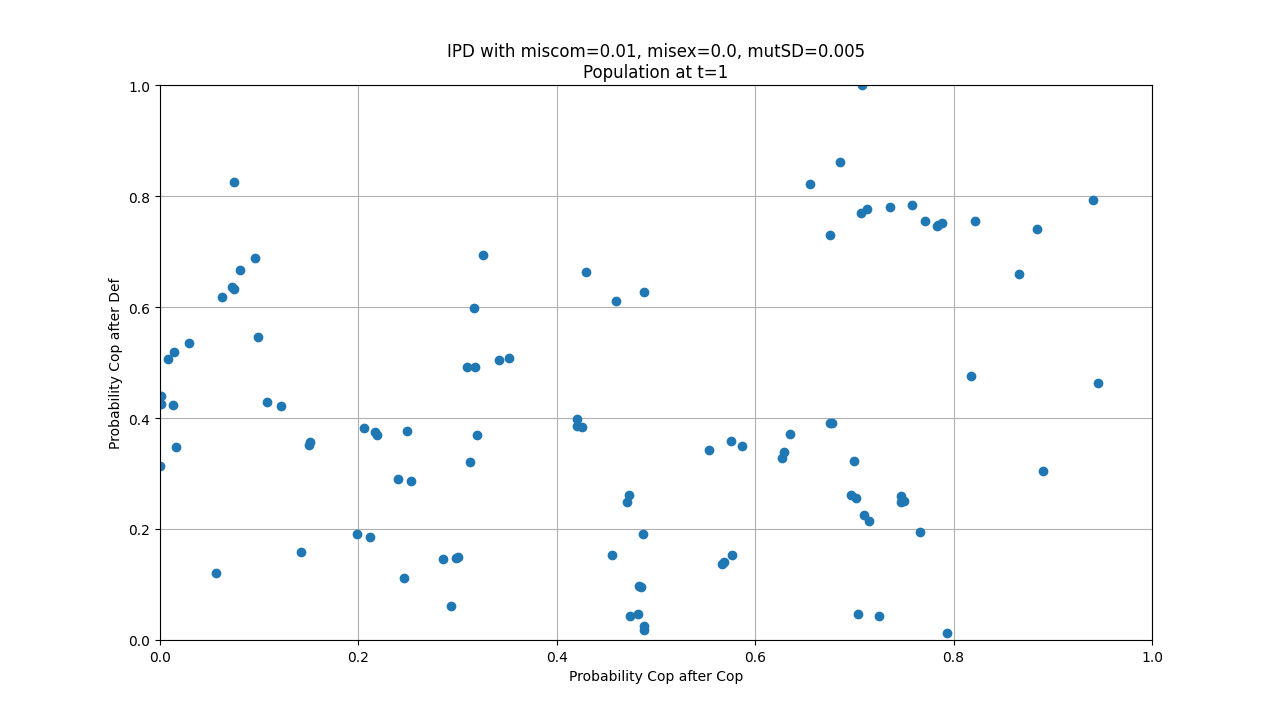 IPD with miscom=0.01, misex=0.0, mutSD=0.005
Population at t=1
1.0
0.8
0.6
0.4
0.2
0.0
Probability Cop after Def
0.0 0.2 0.4 0.6 0.8 1.0
Probability Cop after Cop